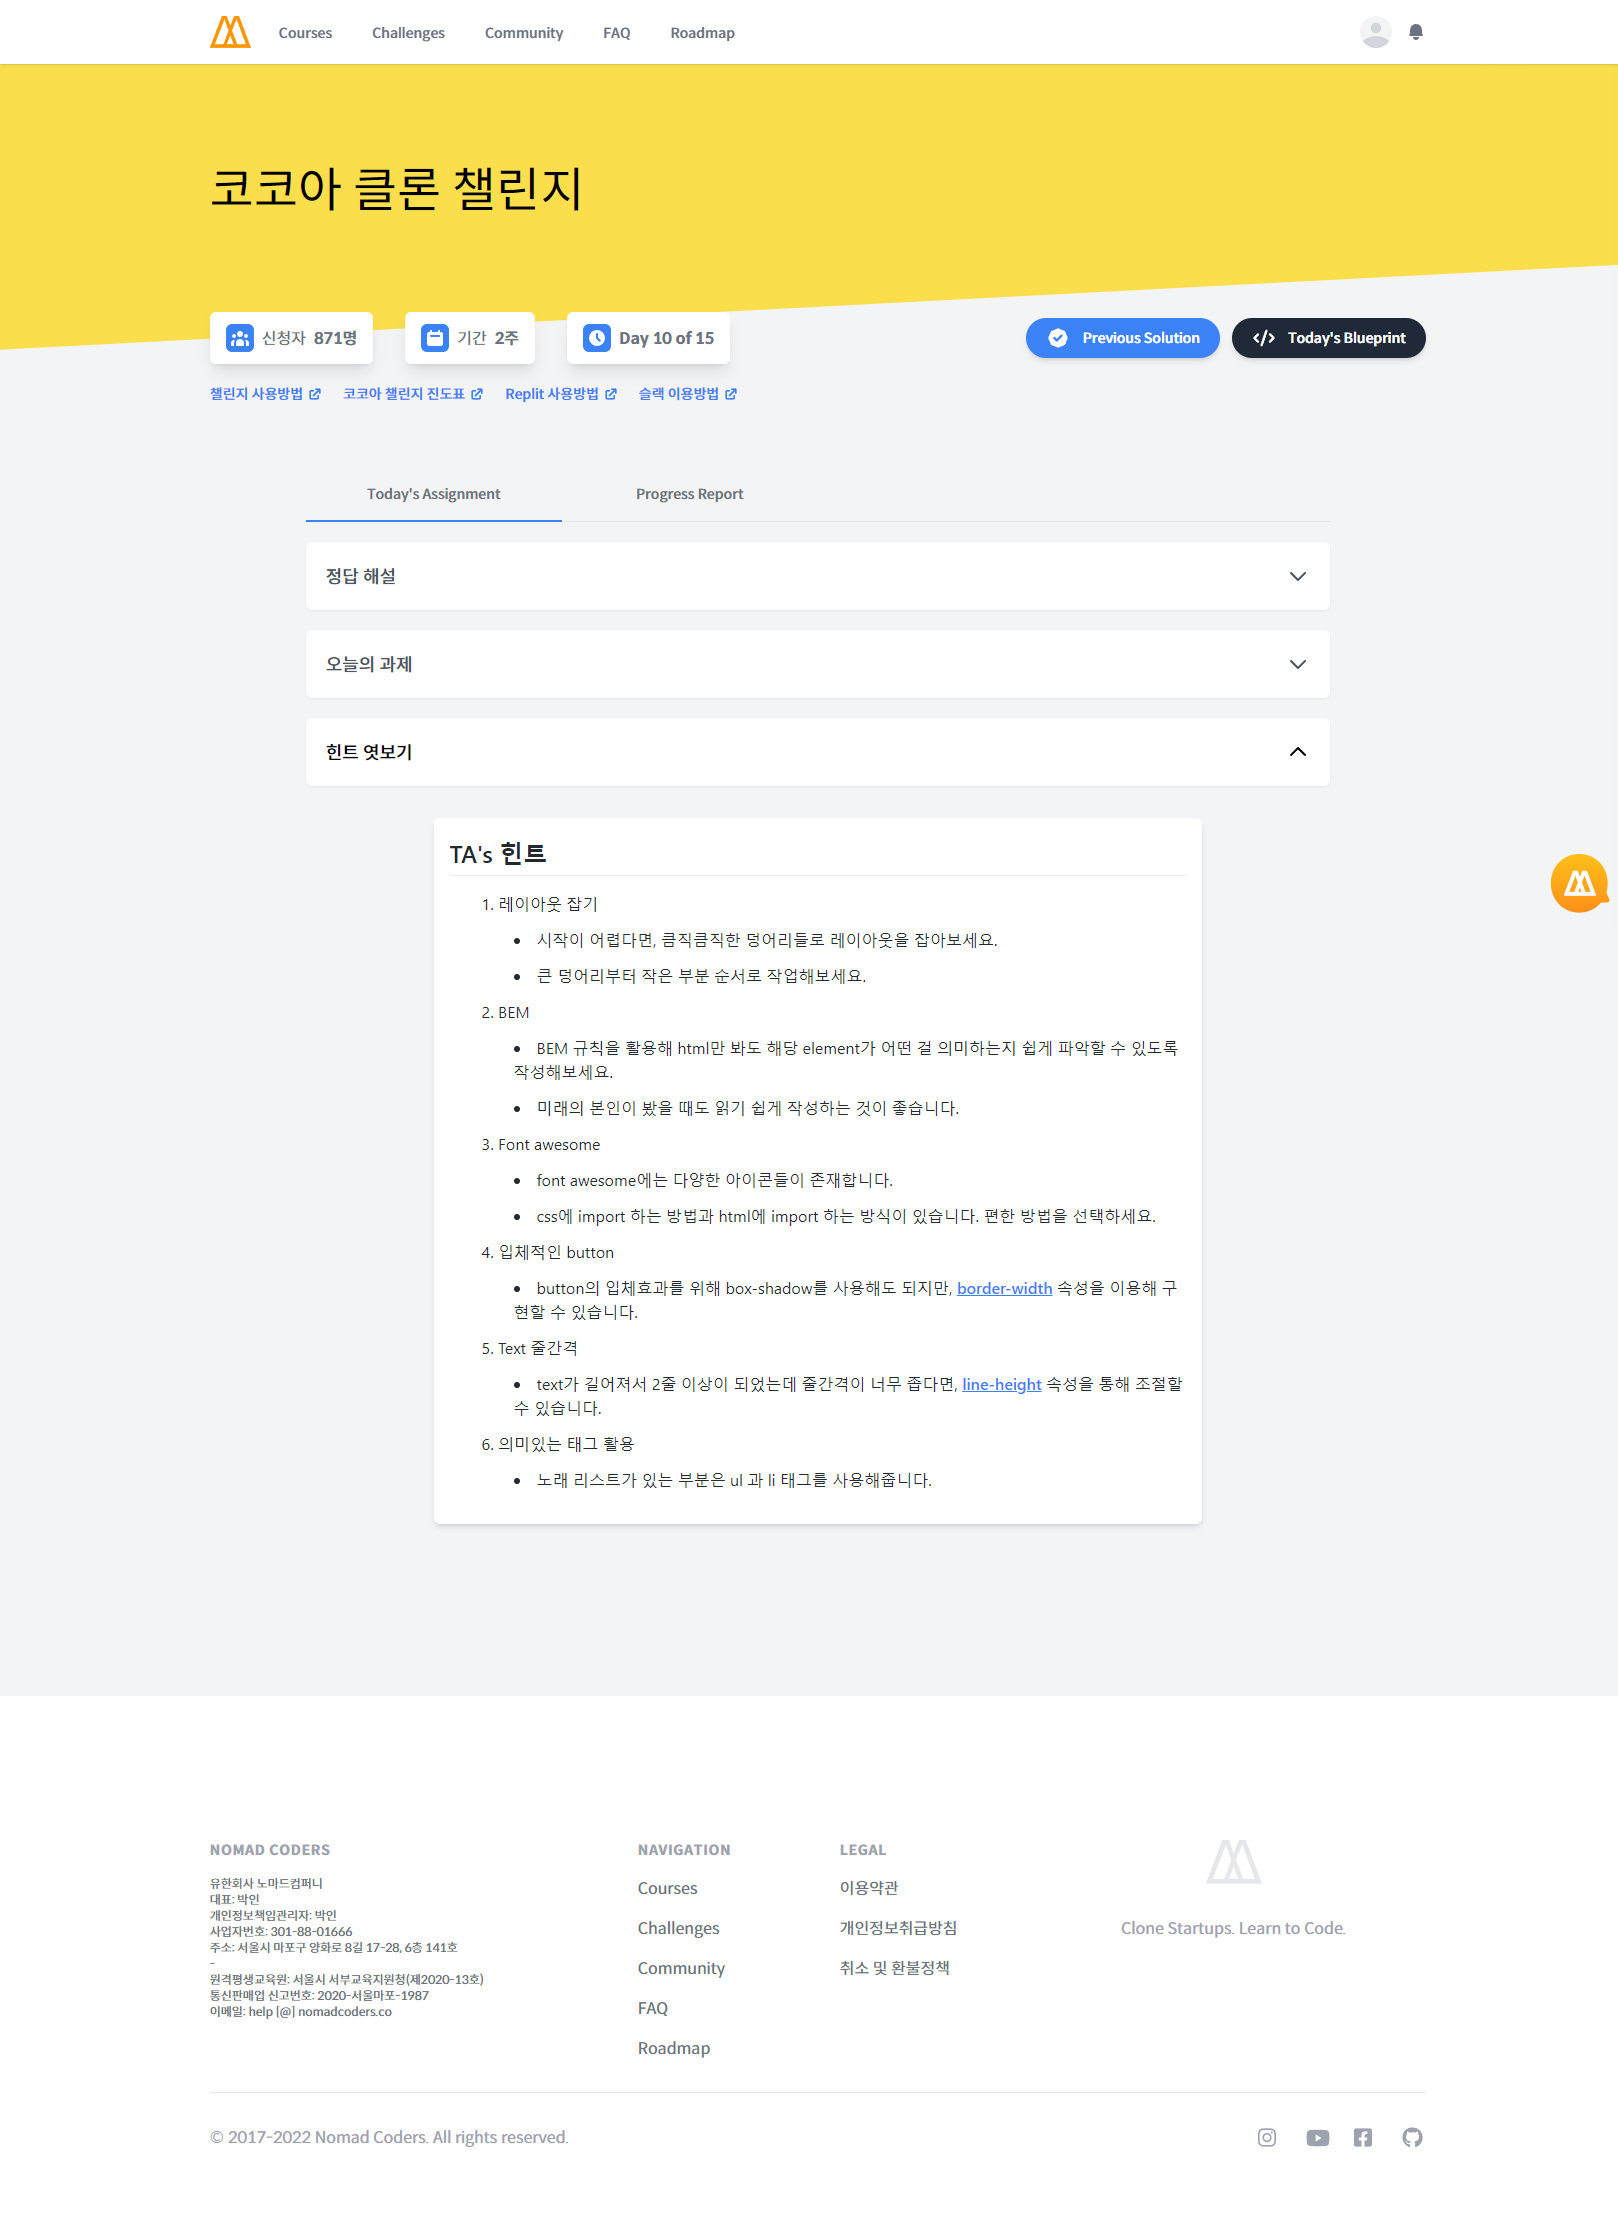 Courses
Challenges
Community
FAQ
Roadmap
코코아 클론 챌린지
신청자 871명
기간 2주
Day 10 of 15
Previous Solution
Today's Blueprint
챌린지 사용방법
코코아 챌린지 진도표
Replit 사용방법
슬랙 이용방법
Today's Assignment
Progress Report
정답 해설
오늘의 과제
힌트 엿보기
TA's 힌트
1. 레이아웃 잡기
• 시작이 어렵다면, 큼직큼직한 덩어리들로 레이아웃을 잡아보세요.
• 큰 덩어리부터 작은 부분 순서로 작업해보세요.
2. BEM
• BEM 규칙을 활용해 html만 봐도 해당 element가 어떤 걸 의미하는지 쉽게 파악할 수 있도록
작성해보세요.
• 미래의 본인이 봤을 때도 읽기 쉽게 작성하는 것이 좋습니다.
3. Font awesome
• font awesome에는 다양한 아이콘들이 존재합니다.
• css에 import 하는 방법과 html에 import 하는 방식이 있습니다. 편한 방법을 선택하세요.
4. 입체적인 button
• button의 입체효과를 위해 box-shadow를 사용해도 되지만, border-width 속성을 이용해 구
현할 수 있습니다.
5. Text 줄간격
• text가 길어져서 2줄 이상이 되었는데 줄간격이 너무 좁다면, line-height 속성을 통해 조절할
수 있습니다.
6. 의미있는 태그 활용
• 노래 리스트가 있는 부분은 ul 과 li 태그를 사용해줍니다.
NOMAD CODERS
유한회사 노마드컴퍼니
대표: 박인
개인정보책임관리자: 박인
사업자번호: 301-88-01666
주소: 서울시 마포구 양화로 8길 17-28, 6층 141호
-
원격평생교육원: 서울시 서부교육지원청(제2020-13호)
통신판매업 신고번호: 2020-서울마포-1987
이메일: help [@] nomadcoders.co
NAVIGATION
Courses
Challenges
Community
FAQ
Roadmap
LEGAL
이용약관
개인정보취급방침
취소 및 환불정책
Clone Startups. Learn to Code.
© 2017-2022 Nomad Coders. All rights reserved.